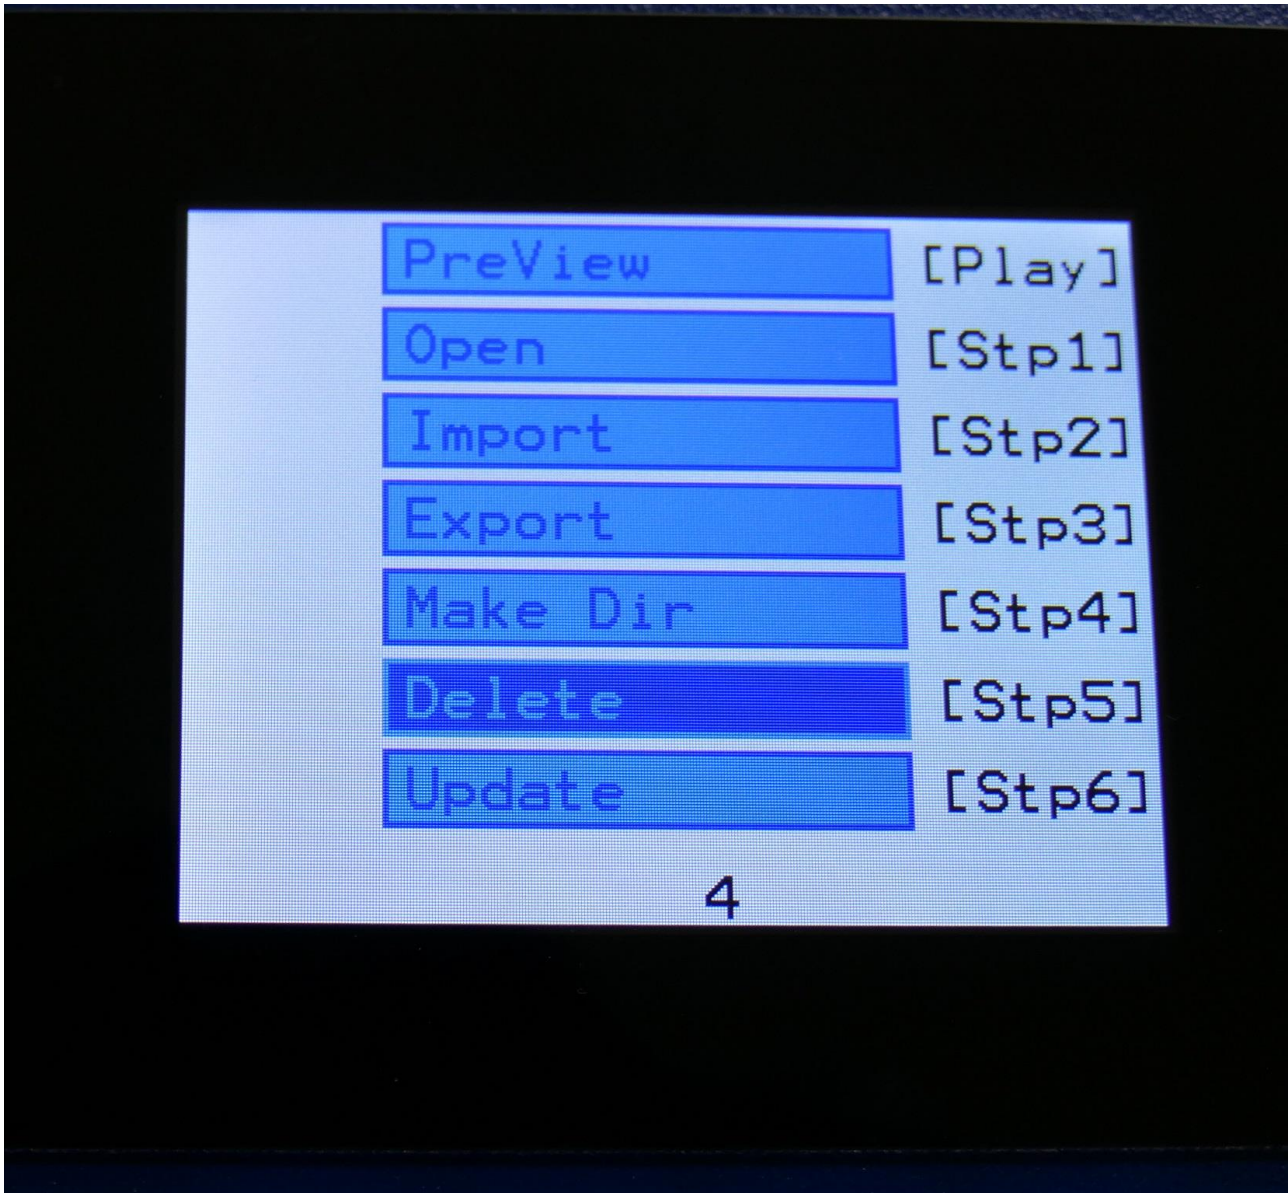 PreView [Play]
Open [Stp1]
Import [Stp2]
Export [Stp3]
Make Dir [Stp4]
Delete [Stp5]
Update [Stp6]
4